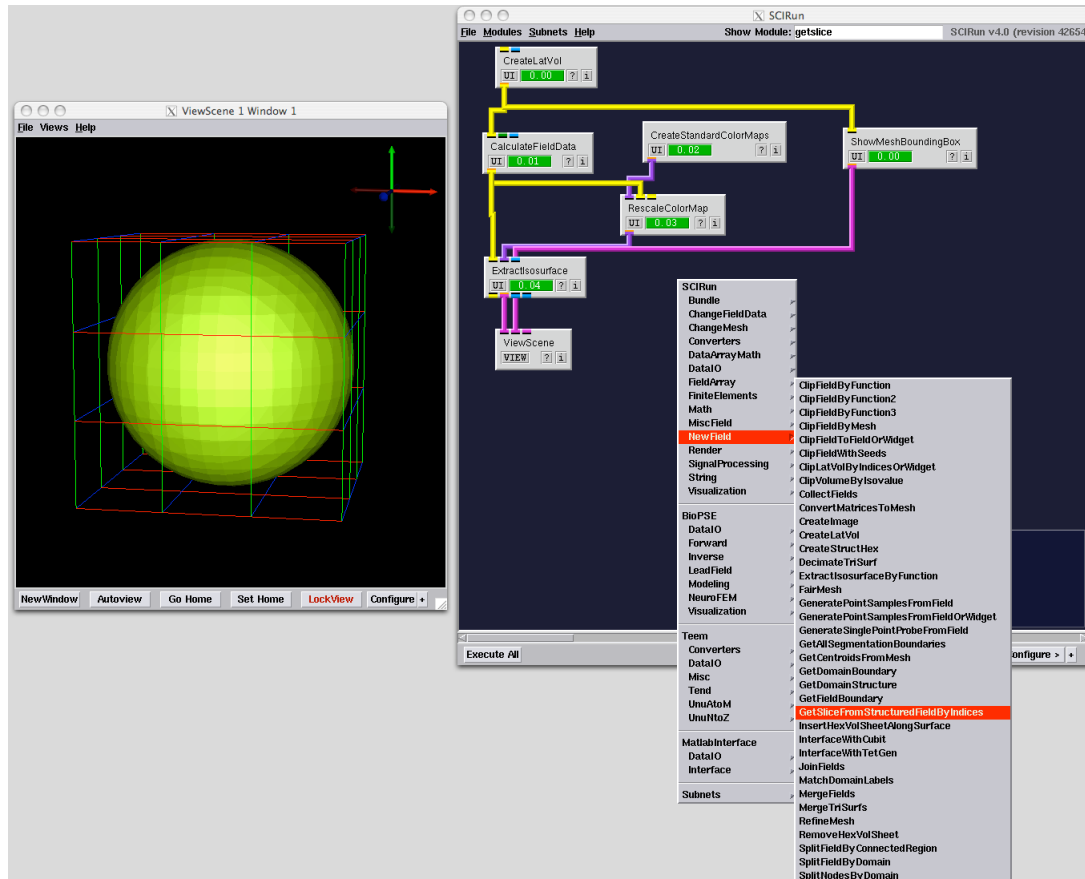 X SCIRun
File Modules Subnets Help
Show Module: getslice
SCIRun v4.0 (revision 42654
CreateLatVol
UI 0.00 ? i
X ViewScene 1 Window 1
File Views Help
CalculateFieldData
UI 0.01 ? i
CreateStandardColorMaps
UI 0.02 ? i
ShowMeshBoundingBox
UI 0.00 ? i
RescaleColorMap
UI 0.03 ? i
ExtractIsosurface
UI 0.04 ? i
ViewScene
VIEW ? i
NewWindow Autoview Go Home Set Home LockView Configure +
Execute All
onfigure > +
SCIRun
Bundle
ChangeFieldData
ChangeMesh
Converters
DataArrayMath
DataIO
FieldArray
FiniteElements
Math
MiscField
NewField
Render
SignalProcessing
String
Visualization
BioPSE
DataIO
Forward
Inverse
LeadField
Modeling
NeuroFEM
Visualization
Teem
Converters
DataIO
Misc
Tend
UnuAtoM
UnuNtoZ
MatlabInterface
DataIO
Interface
Subnets
ClipFieldByFunction
ClipFieldByFunction2
ClipFieldByFunction3
ClipFieldByMesh
ClipFieldToFieldOrWidget
ClipFieldWithSeeds
ClipLatVolByIndicesOrWidget
ClipVolumeByIsovalue
CollectFields
ConvertMatricesToMesh
CreateImage
CreateLatVol
CreateStructHex
DecimateTriSurf
ExtractIsosurfaceByFunction
FairMesh
GeneratePointSamplesFromField
GeneratePointSamplesFromFieldOrWidget
GenerateSinglePointProbeFromField
GetAllSegmentationBoundaries
GetCentroidsFromMesh
GetDomainBoundary
GetDomainStructure
GetFieldBoundary
GetSliceFromStructuredFieldByIndices
InsertHexVolSheetAlongSurface
InterfaceWithCubit
InterfaceWithTetGen
JoinFields
MatchDomainLabels
MergeFields
MergeTriSurfs
RefineMesh
RemoveHexVolSheet
SplitFieldByConnectedRegion
SplitFieldByDomain
SplitNodesByDomain